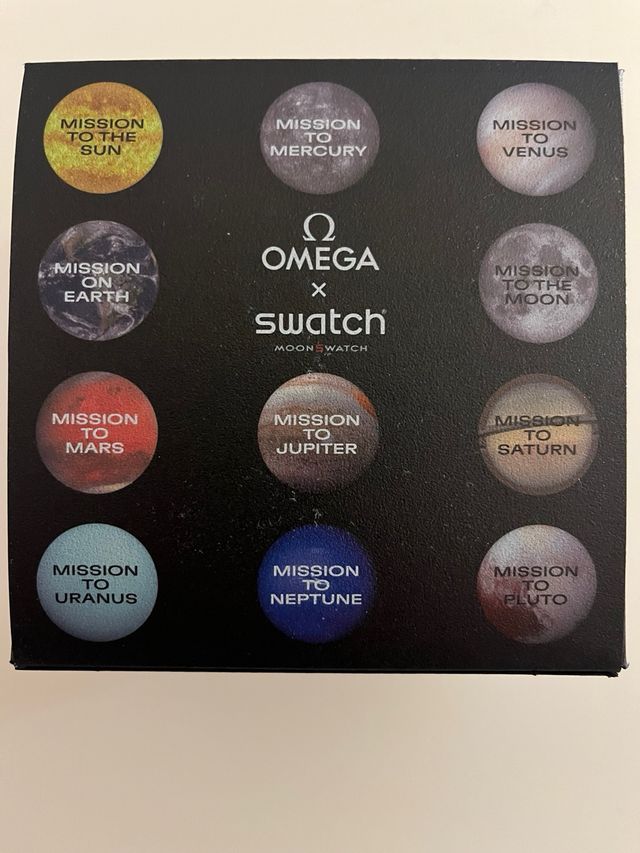 MISSION
TO THE
SUN
MISSION
TO
MERCURY
MISSION
TO
VENUS
MISSION
ON
EARTH
Ω
OMEGA
×
swatch®
MOONSWATCH
MISSION
TO THE
MOON
MISSION
TO
MARS
MISSION
TO
JUPITER
MISSION
TO
SATURN
MISSION
TO
URANUS
MISSION
TO
NEPTUNE
MISSION
TO
PLUTO